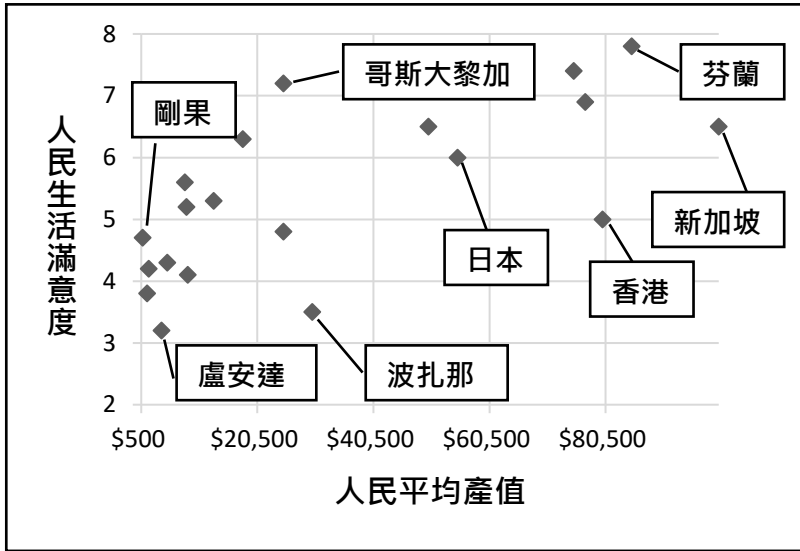 8
7
6
5
4
3
2
人民生活滿意度
剛果
哥斯大黎加
芬蘭
新加坡
日本
香港
盧安達
波扎那
$500 $20,500 $40,500 $60,500 $80,500
人民平均產值